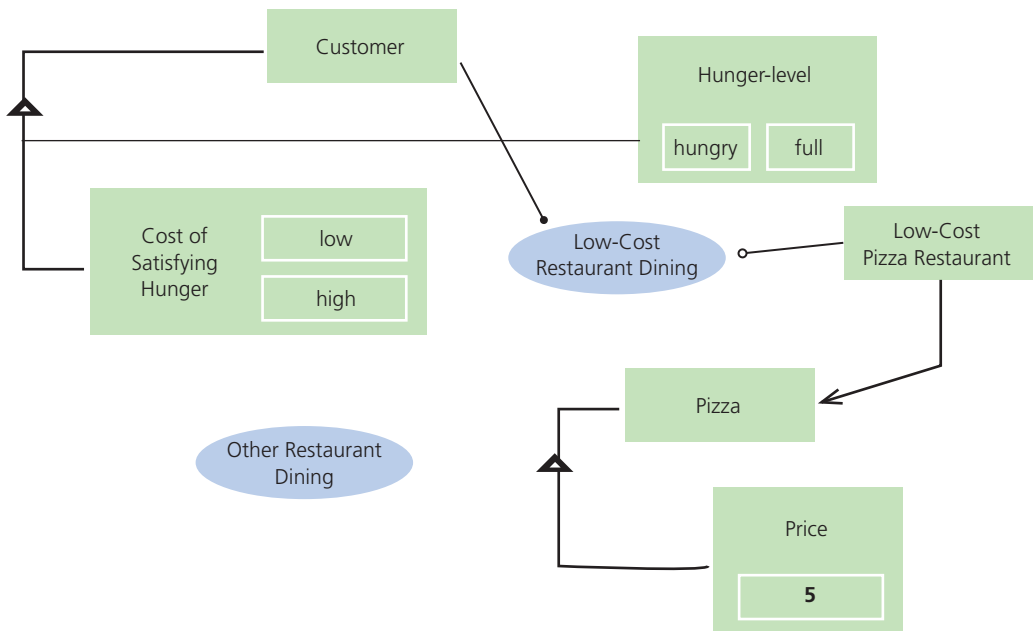 Customer
Hunger-level
hungry
full
Cost of
Satisfying
Hunger
low
high
Low-Cost
Restaurant Dining
Low-Cost
Pizza Restaurant
Pizza
Other Restaurant
Dining
Price
5